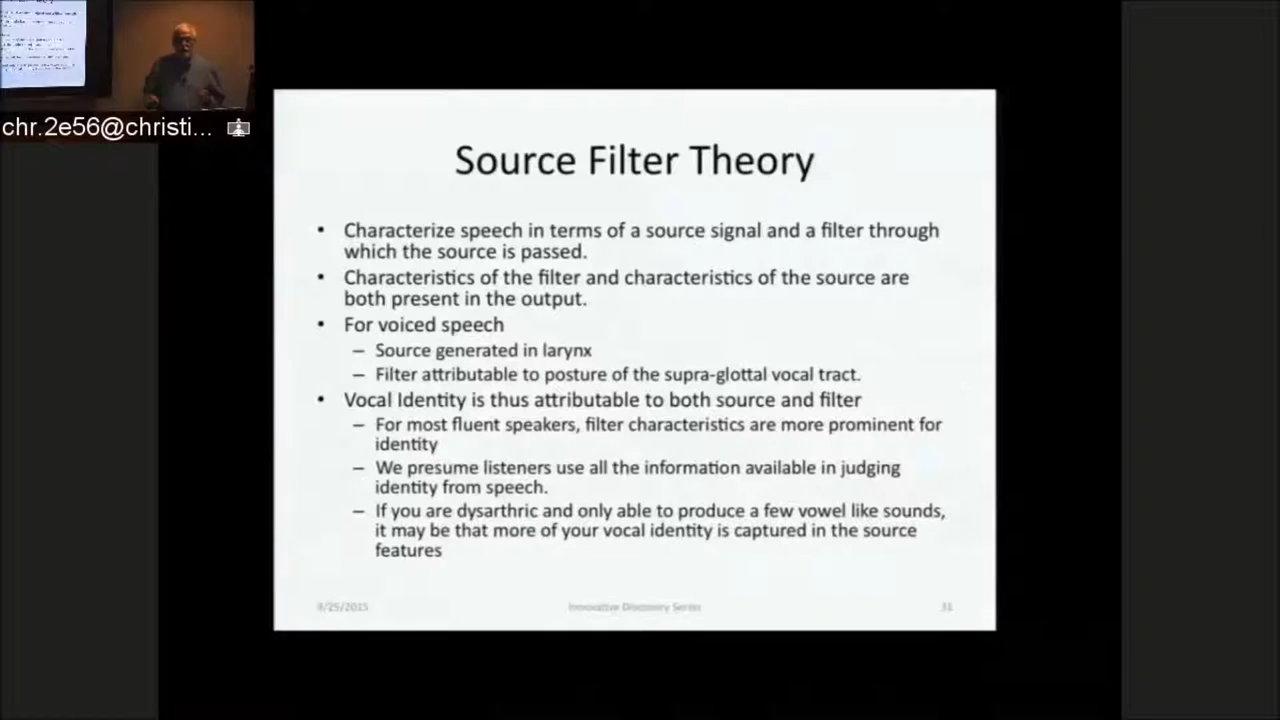 chr.2e56@christi...
Source Filter Theory
• Characterize speech in terms of a source signal and a filter through
which the source is passed.
• Characteristics of the filter and characteristics of the source are
both present in the output.
• For voiced speech
– Source generated in larynx
– Filter attributable to posture of the supra-glottal vocal tract.
• Vocal Identity is thus attributable to both source and filter
– For most fluent speakers, filter characteristics are more prominent for
identity
– We presume listeners use all the information available in judging
identity from speech.
– If you are dysarthric and only able to produce a few vowel like sounds,
it may be that more of your vocal identity is captured in the source
features
Innovative Discovery Series